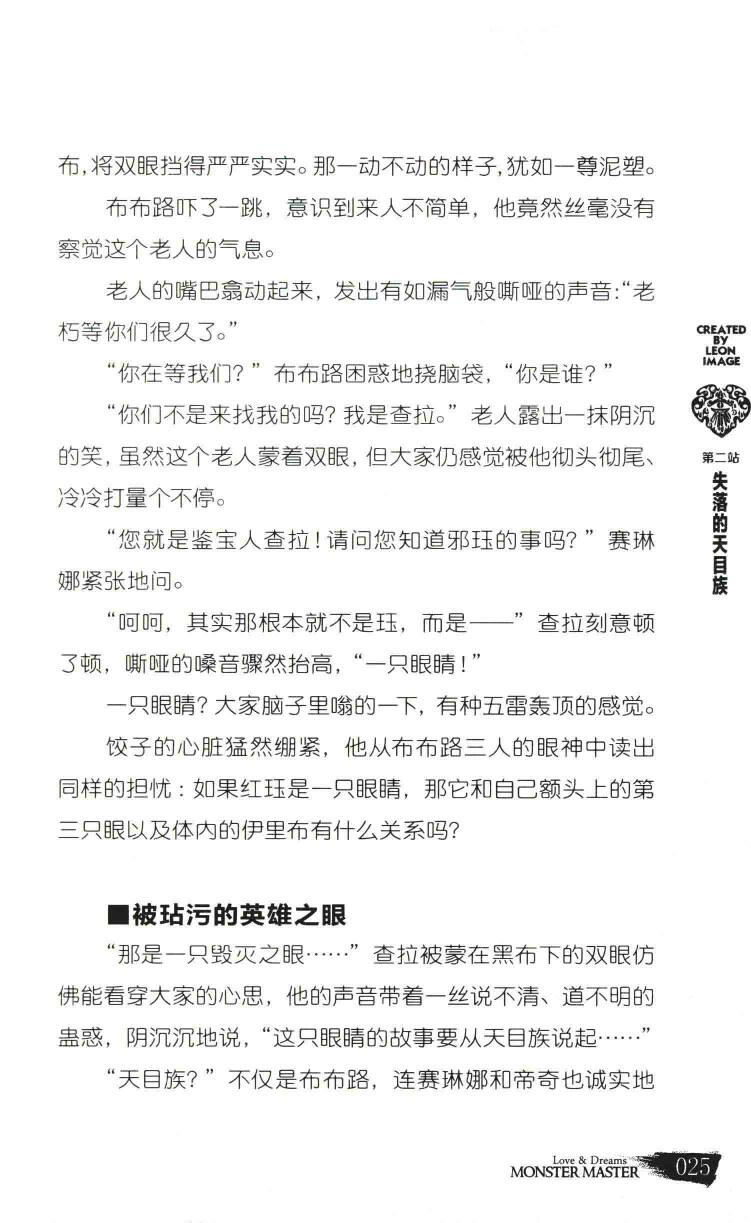 布,将双眼挡得严严实实。那一动不动的样子,犹如一尊泥塑。
布布路吓了一跳，意识到来人不简单，他竟然丝毫没有
察觉这个老人的气息。
老人的嘴巴翕动起来，发出有如漏气般嘶哑的声音:“老
朽等你们很久了。”
“你在等我们？”布布路困惑地挠脑袋，“你是谁？”
“你们不是来找我的吗？我是查拉。”老人露出一抹阴沉
的笑，虽然这个老人蒙着双眼，但大家仍感觉被他彻头彻尾、
冷冷打量个不停。
“您就是鉴宝人查拉！请问您知道邪珏的事吗？”赛琳
娜紧张地问。
“呵呵，其实那根本就不是珏，而是——”查拉刻意顿
了顿，嘶哑的嗓音骤然抬高，“一只眼睛！”
一只眼睛？大家脑子里嗡的一下，有种五雷轰顶的感觉。
饺子的心脏猛然绷紧，他从布布路三人的眼神中读出
同样的担忧：如果红珏是一只眼睛，那它和自己额头上的第
三只眼以及体内的伊里布有什么关系吗？
■被玷污的英雄之眼
“那是一只毁灭之眼……”查拉被蒙在黑布下的双眼仿
佛能看穿大家的心思，他的声音带着一丝说不清、道不明的
蛊惑，阴沉沉地说，“这只眼睛的故事要从天目族说起……”
“天目族？”不仅是布布路，连赛琳娜和帝奇也诚实地
CREATED
BY
LEON
IMAGE
第二站
失落的天目族
Love & Dreams
MONSTER MASTER
025